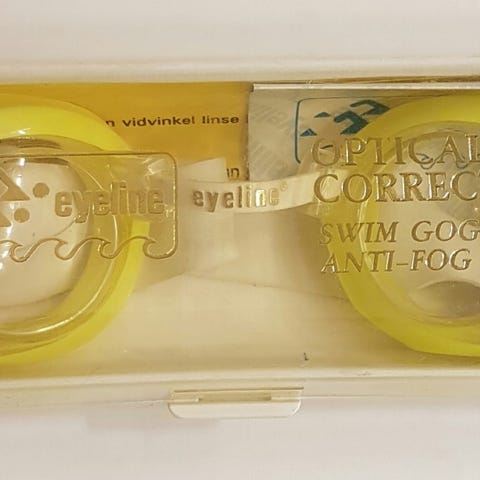 n vidvinkel linse
eyeline
eyeline®
OPTICAL
CORREC
SWIM GOG
ANTI-FOG